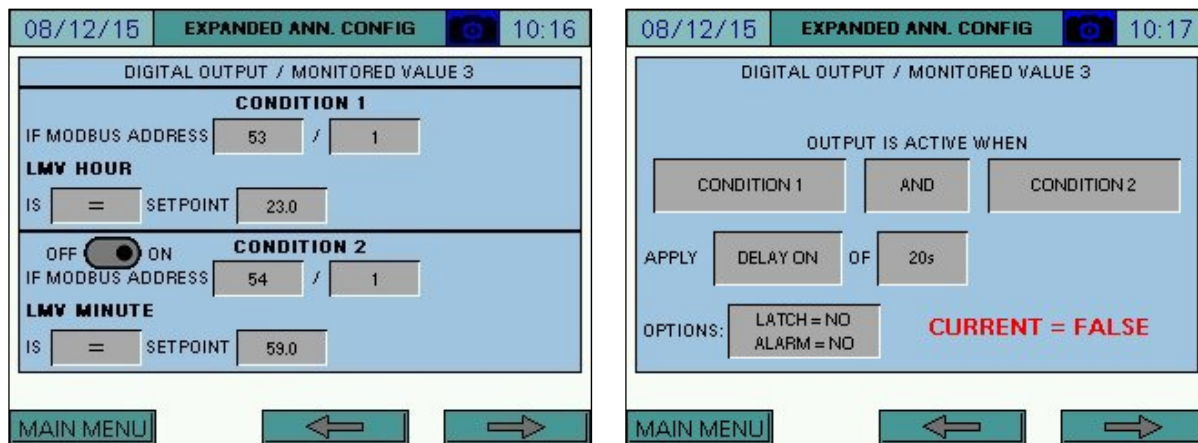 08/12/15 EXPANDED ANN. CONFIG 10:16
DIGITAL OUTPUT / MONITORED VALUE 3
CONDITION 1
IF MODBUS ADDRESS 53 / 1
LMV HOUR
IS = SETPOINT 23.0
OFF ON CONDITION 2
IF MODBUS ADDRESS 54 / 1
LMV MINUTE
IS = SETPOINT 59.0
MAIN MENU
08/12/15 EXPANDED ANN. CONFIG 10:17
DIGITAL OUTPUT / MONITORED VALUE 3
OUTPUT IS ACTIVE WHEN
CONDITION 1 AND CONDITION 2
APPLY DELAY ON OF 20s
OPTIONS: LATCH = NO
ALARM = NO
CURRENT = FALSE
MAIN MENU